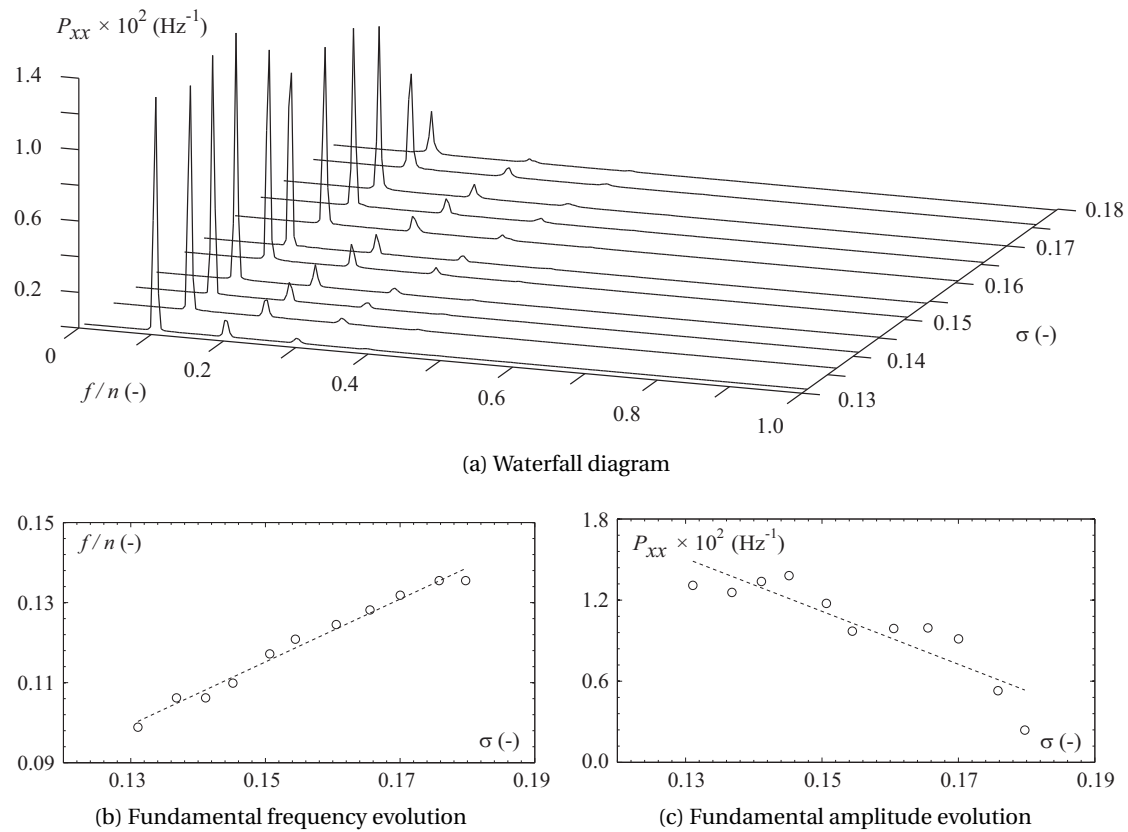 P_xx × 10² (Hz⁻¹)
1.4
1.0
0.6
0.2
0
0.2
0.4
0.6
0.8
1.0
f / n (-)
0.18
0.17
0.16
0.15
0.14
0.13
σ (-)
(a) Waterfall diagram
0.15
0.13
0.11
0.09
f / n (-)
σ (-)
0.13 0.15 0.17 0.19
(b) Fundamental frequency evolution
1.8
1.2
0.6
0.0
P_xx × 10² (Hz⁻¹)
σ (-)
0.13 0.15 0.17 0.19
(c) Fundamental amplitude evolution